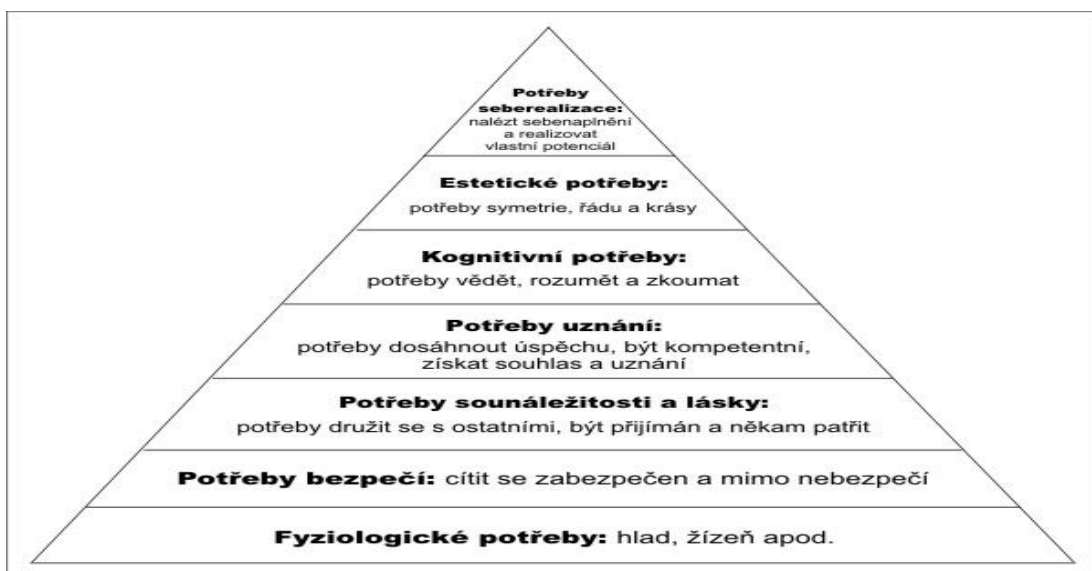 Potřeby
seberealizace:
nalézt sebenaplnění
a realizovat
vlastní potenciál
Estetické potřeby:
potřeby symetrie, řádu a krásy
Kognitivní potřeby:
potřeby vědět, rozumět a zkoumat
Potřeby uznání:
potřeby dosáhnout úspěchu, být kompetentní,
získat souhlas a uznání
Potřeby sounáležitosti a lásky:
potřeby družit se s ostatními, být přijímán a někam patřit
Potřeby bezpečí: cítit se zabezpečen a mimo nebezpečí
Fyziologické potřeby: hlad, žízeň apod.